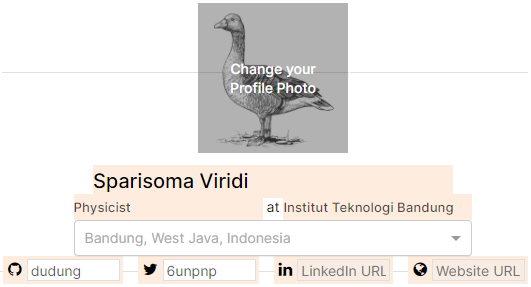 Change your
Profile Photo
Sparisoma Viridi
Physicist at Institut Teknologi Bandung
Bandung, West Java, Indonesia
dudung 6unpnp LinkedIn URL Website URL